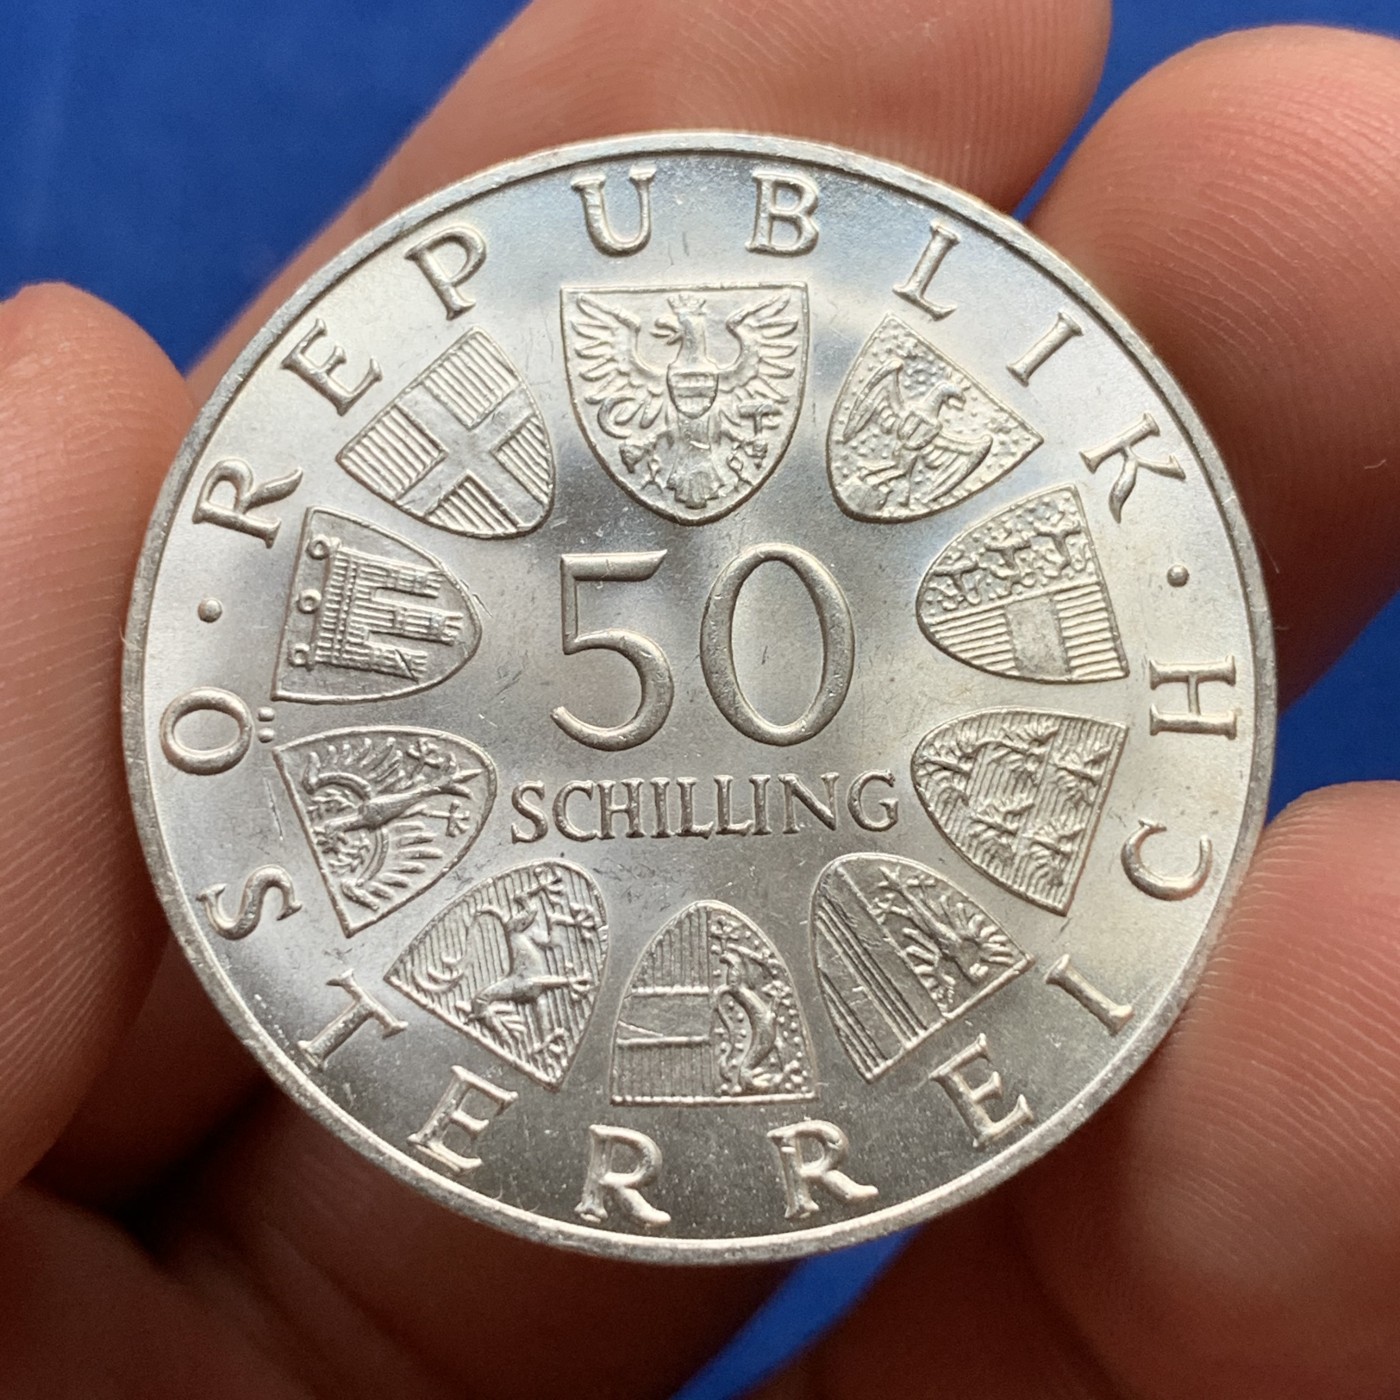 REPUBLIK · ÖSTERREICH ·
50
SCHILLING